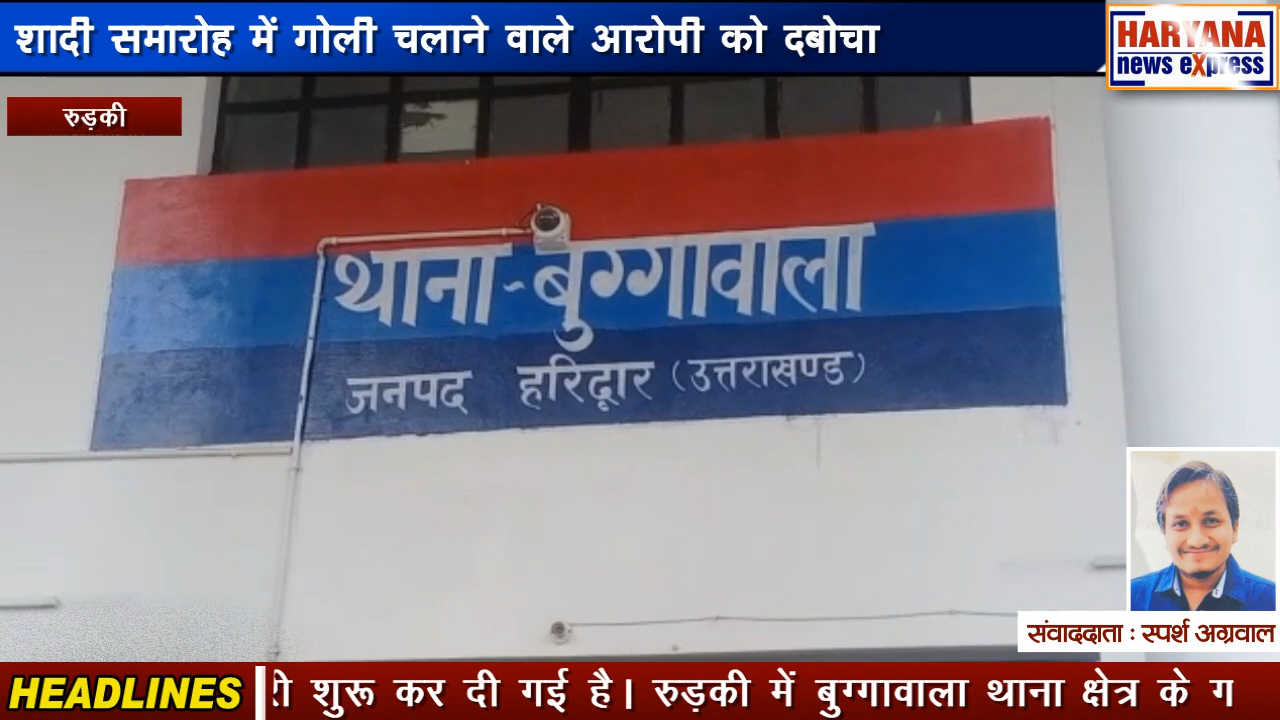 शादी समारोह में गोली चलाने वाले आरोपी को दबोचा
HARYANA
news express
रुड़की
थाना-बुग्गावाला
जनपद हरिद्वार (उत्तराखण्ड)
संवाददाता : स्पर्श अग्रवाल
HEADLINES
शुरू कर दी गई है। रुड़की में बुग्गावाला थाना क्षेत्र के